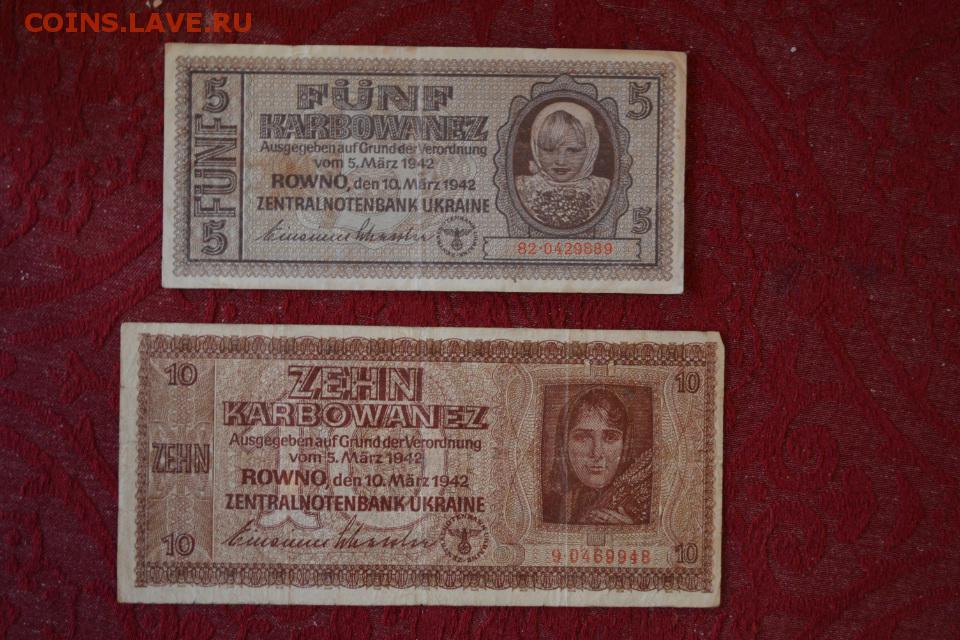 COINS.LAVE.RU
5
FÜNF
5
FÜNF
KARBOWANEZ
Ausgegeben auf Grund der Verordnung
vom 5. März 1942
ROWNO, den 10. März 1942
ZENTRALNOTENBANK UKRAINE
5
5
82·0429889
10
ZEHN
10
ZEHN
KARBOWANEZ
Ausgegeben auf Grund der Verordnung
vom 5. März 1942
ROWNO, den 10. März 1942
ZENTRALNOTENBANK UKRAINE
10
10
9·0469948